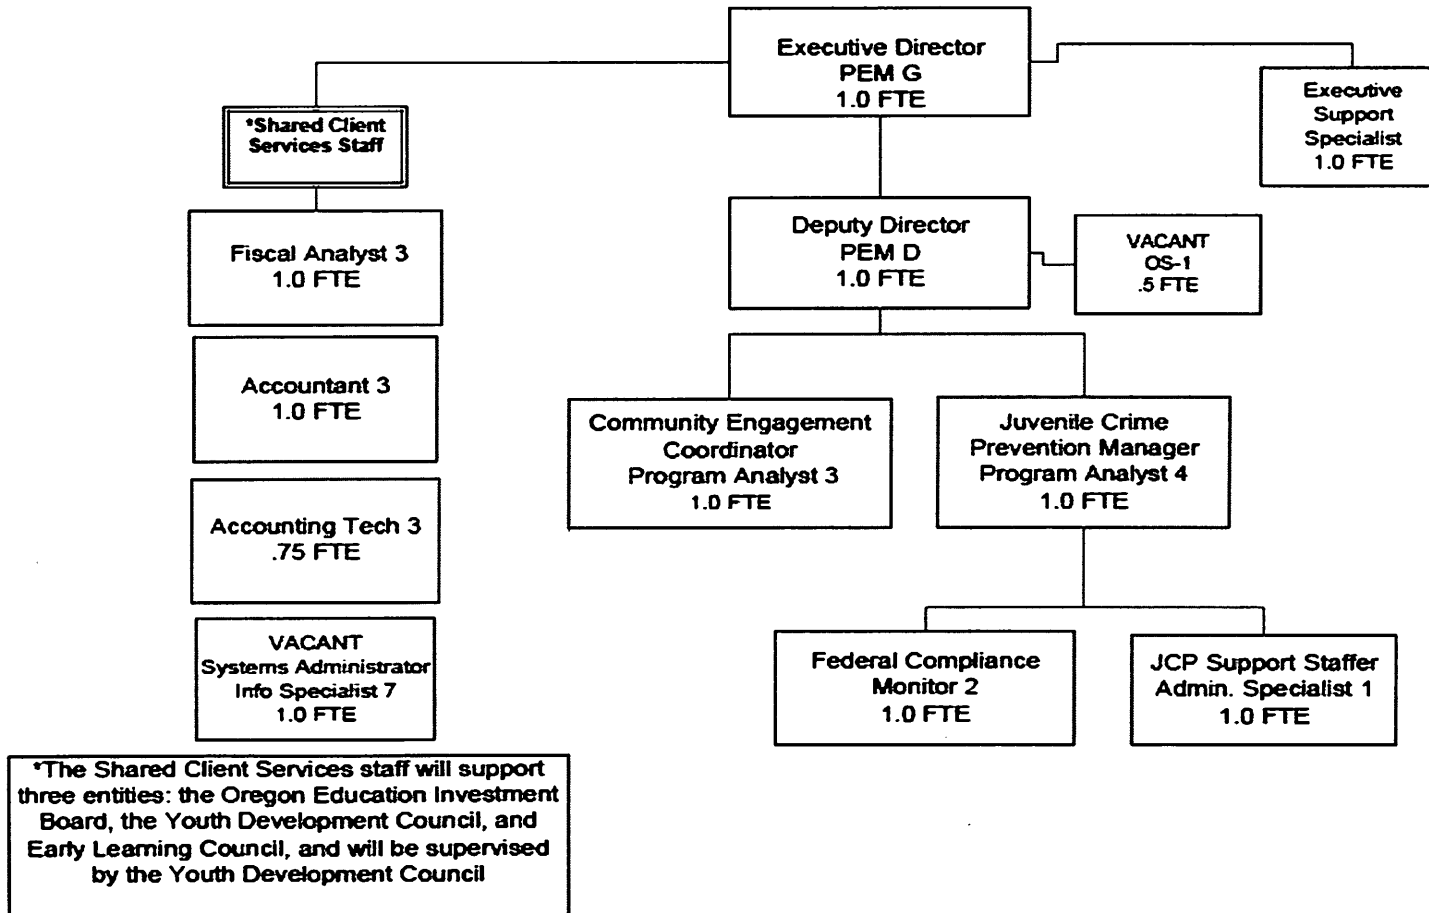 Executive Director
PEM G
1.0 FTE
Executive
Support
Specialist
1.0 FTE
*Shared Client
Services Staff
Deputy Director
PEM D
1.0 FTE
VACANT
OS-1
.5 FTE
Fiscal Analyst 3
1.0 FTE
Accountant 3
1.0 FTE
Accounting Tech 3
.75 FTE
VACANT
Systems Administrator
Info Specialist 7
1.0 FTE
Community Engagement
Coordinator
Program Analyst 3
1.0 FTE
Juvenile Crime
Prevention Manager
Program Analyst 4
1.0 FTE
Federal Compliance
Monitor 2
1.0 FTE
JCP Support Staffer
Admin. Specialist 1
1.0 FTE
*The Shared Client Services staff will support
three entities: the Oregon Education Investment
Board, the Youth Development Council, and
Early Learning Council, and will be supervised
by the Youth Development Council